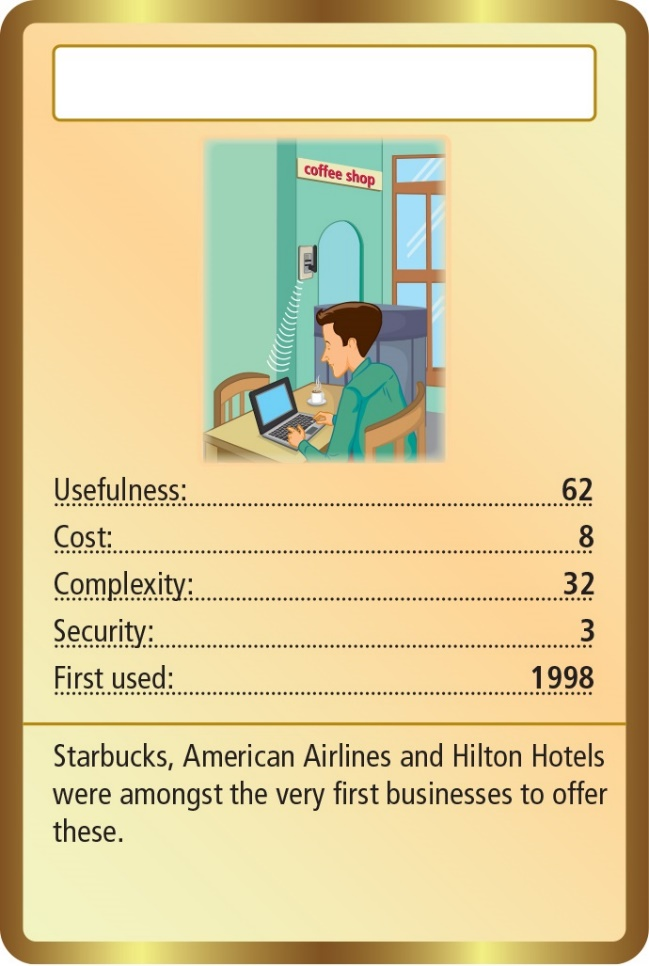 coffee shop
Usefulness: 62
Cost: 8
Complexity: 32
Security: 3
First used: 1998
Starbucks, American Airlines and Hilton Hotels
were amongst the very first businesses to offer
these.